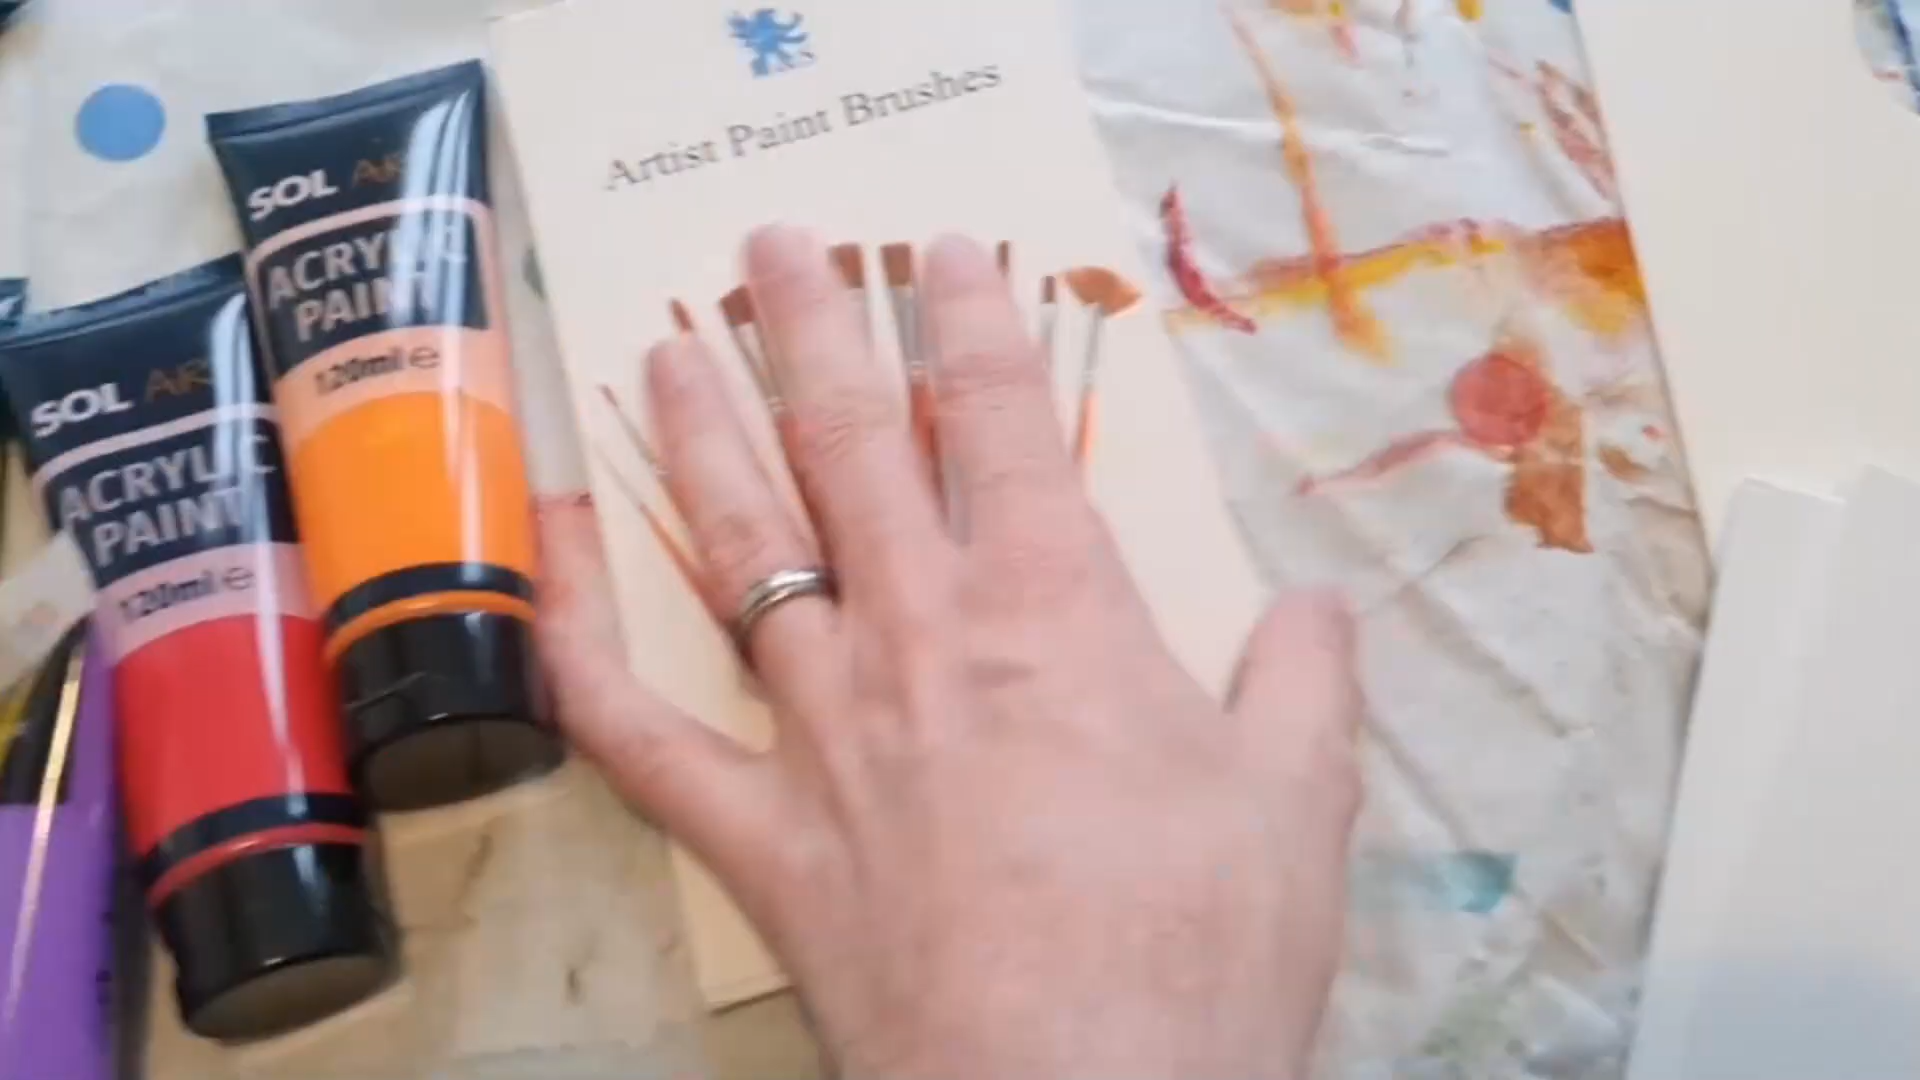 Artist Paint Brushes
SOL
ACRYLIC
PAINT
120ml e
SOL
ACRYLIC
PAINT
120ml e